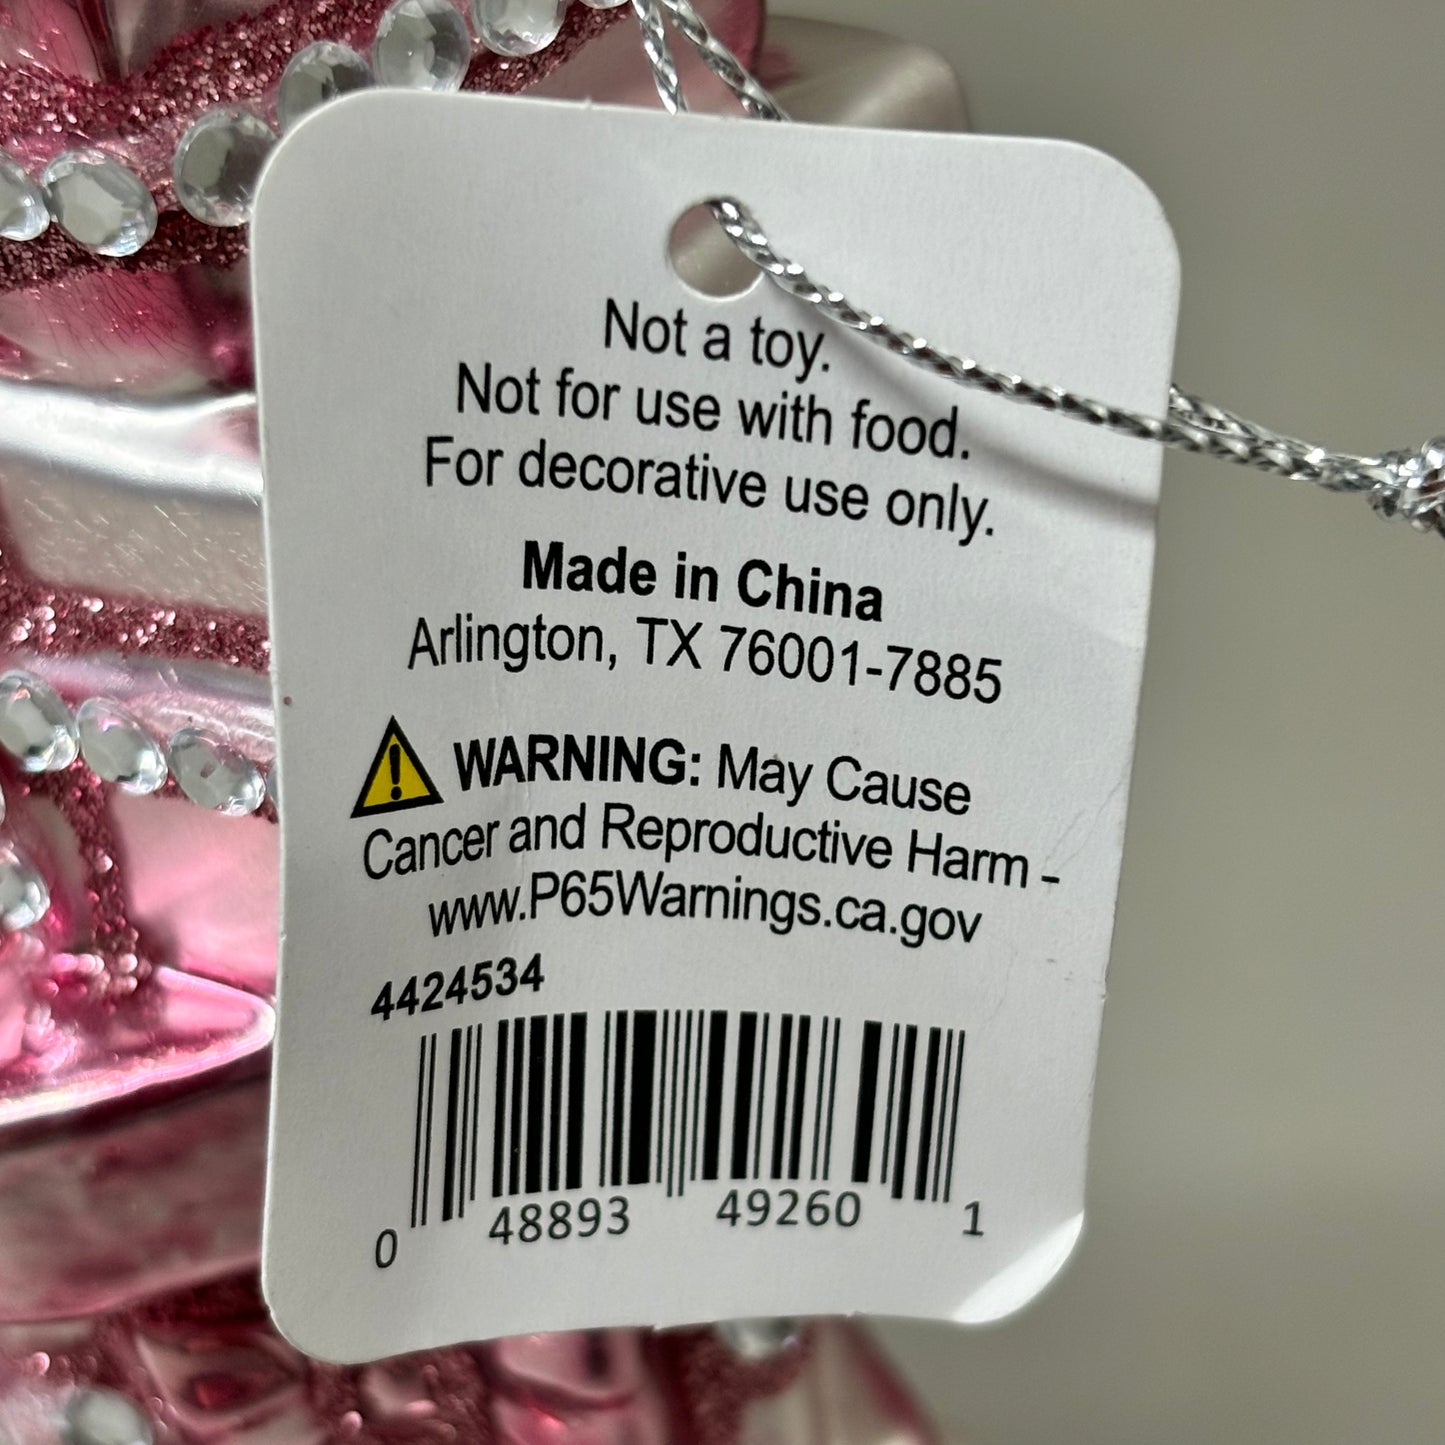 Not a toy.
Not for use with food.
For decorative use only.
Made in China
Arlington, TX 76001-7885
WARNING: May Cause
Cancer and Reproductive Harm -
www.P65Warnings.ca.gov
4424534
0 48893 49260 1